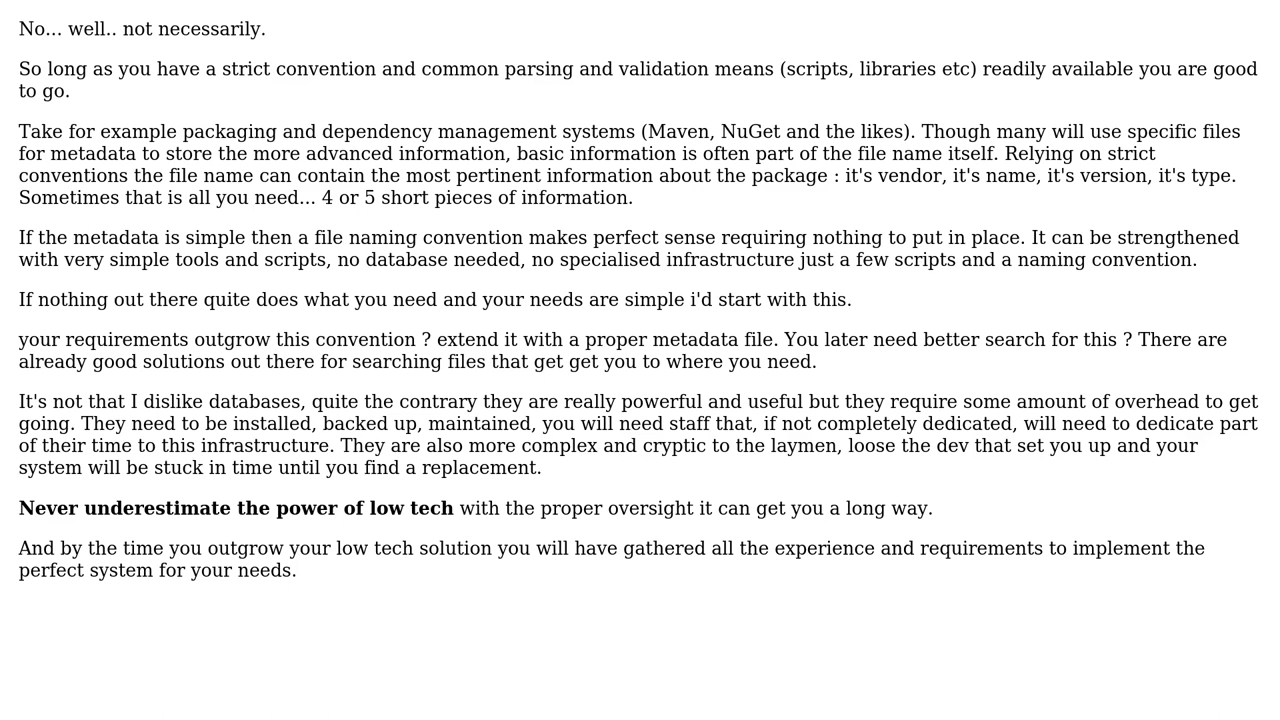 No... well.. not necessarily.
So long as you have a strict convention and common parsing and validation means (scripts, libraries etc) readily available you are good
to go.
Take for example packaging and dependency management systems (Maven, NuGet and the likes). Though many will use specific files
for metadata to store the more advanced information, basic information is often part of the file name itself. Relying on strict
conventions the file name can contain the most pertinent information about the package : it's vendor, it's name, it's version, it's type.
Sometimes that is all you need... 4 or 5 short pieces of information.
If the metadata is simple then a file naming convention makes perfect sense requiring nothing to put in place. It can be strengthened
with very simple tools and scripts, no database needed, no specialised infrastructure just a few scripts and a naming convention.
If nothing out there quite does what you need and your needs are simple i'd start with this.
your requirements outgrow this convention ? extend it with a proper metadata file. You later need better search for this ? There are
already good solutions out there for searching files that get get you to where you need.
It's not that I dislike databases, quite the contrary they are really powerful and useful but they require some amount of overhead to get
going. They need to be installed, backed up, maintained, you will need staff that, if not completely dedicated, will need to dedicate part
of their time to this infrastructure. They are also more complex and cryptic to the laymen, loose the dev that set you up and your
system will be stuck in time until you find a replacement.
Never underestimate the power of low tech with the proper oversight it can get you a long way.
And by the time you outgrow your low tech solution you will have gathered all the experience and requirements to implement the
perfect system for your needs.